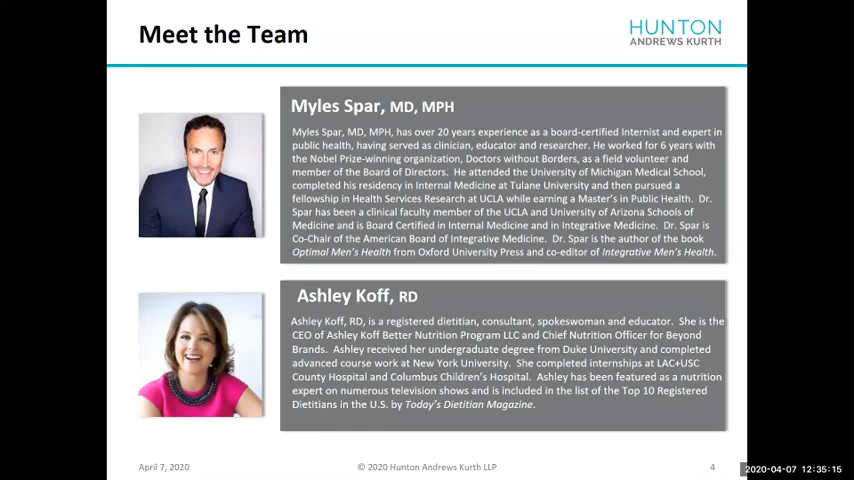 Meet the Team
HUNTON
ANDREWS KURTH
Myles Spar, MD, MPH
Myles Spar, MD, MPH, has over 20 years experience as a board-certified Internist and expert in
public health, having served as clinician, educator and researcher. He worked for 6 years with
the Nobel Prize-winning organization, Doctors without Borders, as a field volunteer and
member of the Board of Directors. He attended the University of Michigan Medical School,
completed his residency in Internal Medicine at Tulane University and then pursued a
fellowship in Health Services Research at UCLA while earning a Master's in Public Health. Dr.
Spar has been a clinical faculty member of the UCLA and University of Arizona Schools of
Medicine and is Board Certified in Internal Medicine and in Integrative Medicine. Dr. Spar is
Co-Chair of the American Board of Integrative Medicine. Dr. Spar is the author of the book
Optimal Men's Health from Oxford University Press and co-editor of Integrative Men's Health.
Ashley Koff, RD
Ashley Koff, RD, is a registered dietitian, consultant, spokeswoman and educator. She is the
CEO of Ashley Koff Better Nutrition Program LLC and Chief Nutrition Officer for Beyond
Brands. Ashley received her undergraduate degree from Duke University and completed
advanced course work at New York University. She completed internships at LAC+USC
County Hospital and Columbus Children's Hospital. Ashley has been featured as a nutrition
expert on numerous television shows and is included in the list of the Top 10 Registered
Dietitians in the U.S. by Today's Dietitian Magazine.
April 7, 2020
© 2020 Hunton Andrews Kurth LLP
4
2020-04-07 12:35:15